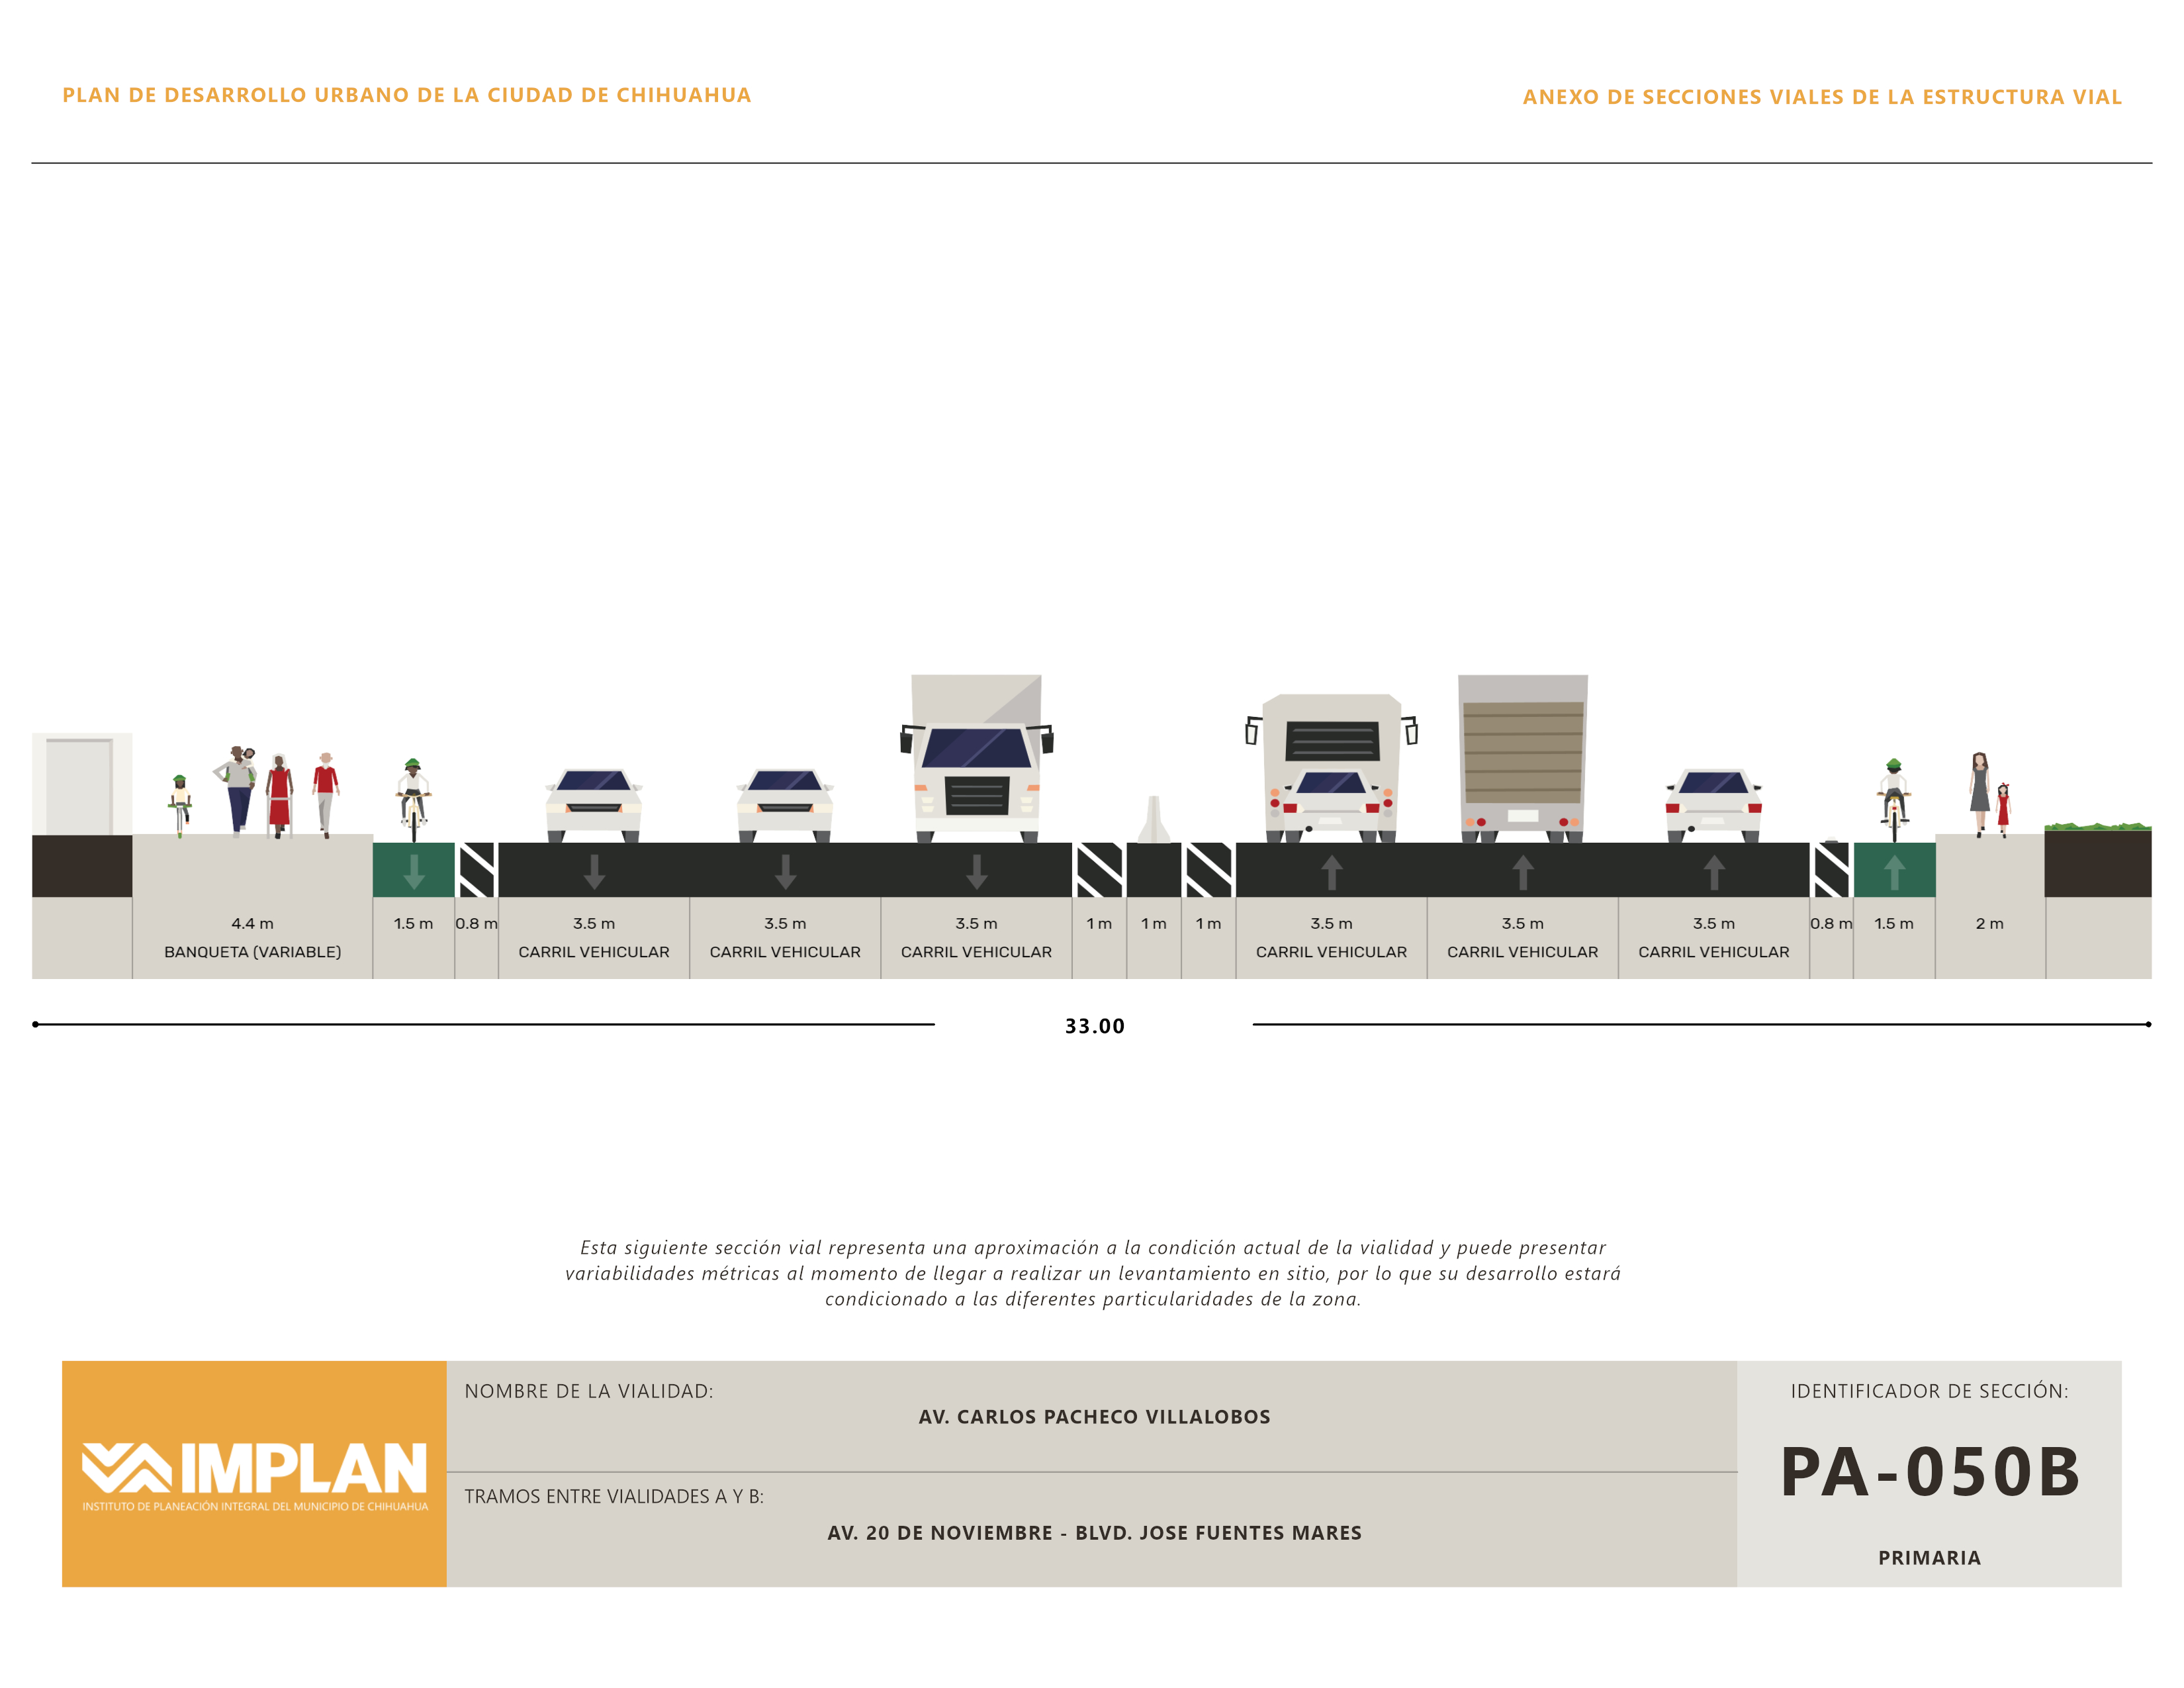 PLAN DE DESARROLLO URBANO DE LA CIUDAD DE CHIHUAHUA
ANEXO DE SECCIONES VIALES DE LA ESTRUCTURA VIAL
4.4 m 1.5 m 0.8 m 3.5 m 3.5 m 3.5 m 1 m 1 m 1 m 3.5 m 3.5 m 3.5 m 0.8 m 1.5 m 2 m
BANQUETA (VARIABLE) CARRIL VEHICULAR CARRIL VEHICULAR CARRIL VEHICULAR CARRIL VEHICULAR CARRIL VEHICULAR CARRIL VEHICULAR
33.00
Esta siguiente sección vial representa una aproximación a la condición actual de la vialidad y puede presentar
variabilidades métricas al momento de llegar a realizar un levantamiento en sitio, por lo que su desarrollo estará
condicionado a las diferentes particularidades de la zona.
IMPLAN
INSTITUTO DE PLANEACIÓN INTEGRAL DEL MUNICIPIO DE CHIHUAHUA
NOMBRE DE LA VIALIDAD:
AV. CARLOS PACHECO VILLALOBOS
TRAMOS ENTRE VIALIDADES A Y B:
AV. 20 DE NOVIEMBRE - BLVD. JOSE FUENTES MARES
IDENTIFICADOR DE SECCIÓN:
PA-050B
PRIMARIA